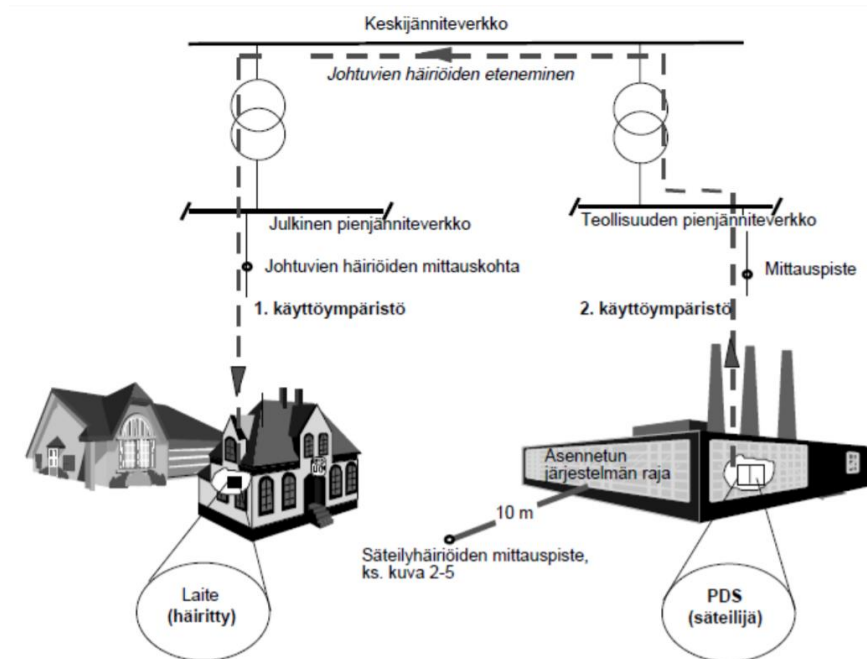 Keskijänniteverkko
Johtuvien häiriöiden eteneminen
Julkinen pienjänniteverkko
Teollisuuden pienjänniteverkko
Johtuvien häiriöiden mittauskohta
Mittauspiste
1. käyttöympäristö
2. käyttöympäristö
Asennetun
järjestelmän raja
10 m
Säteilyhäiriöiden mittauspiste,
ks. kuva 2-5
Laite
(häiritty)
PDS
(säteilijä)